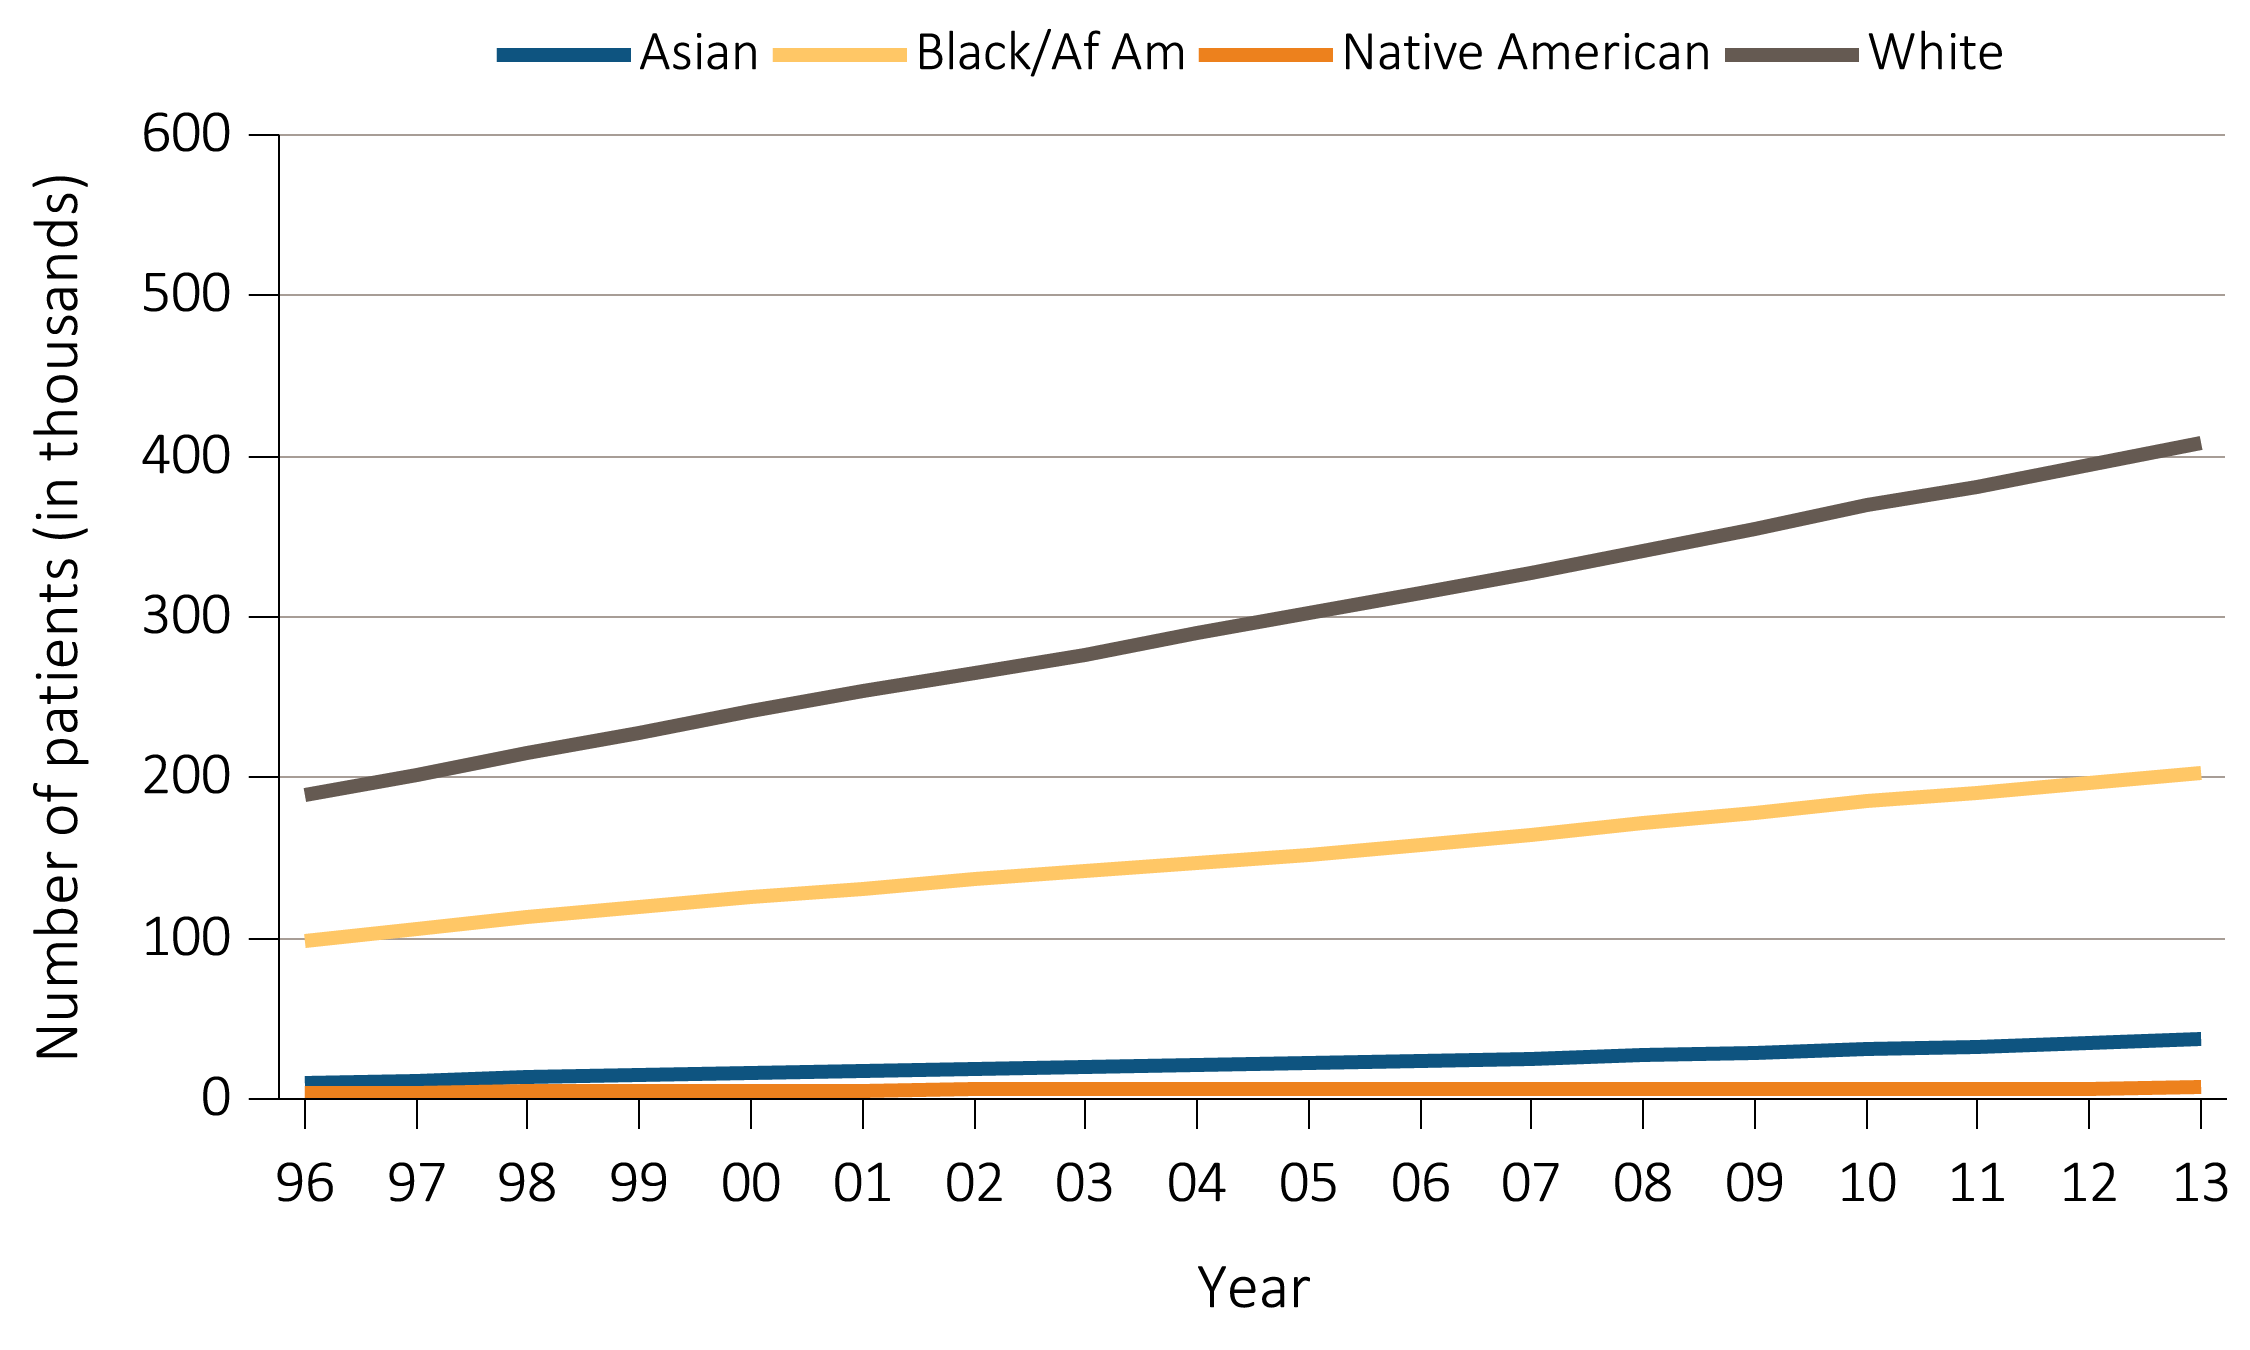 Asian Black/Af Am Native American White
Number of patients (in thousands)
600
500
400
300
200
100
0
96 97 98 99 00 01 02 03 04 05 06 07 08 09 10 11 12 13
Year